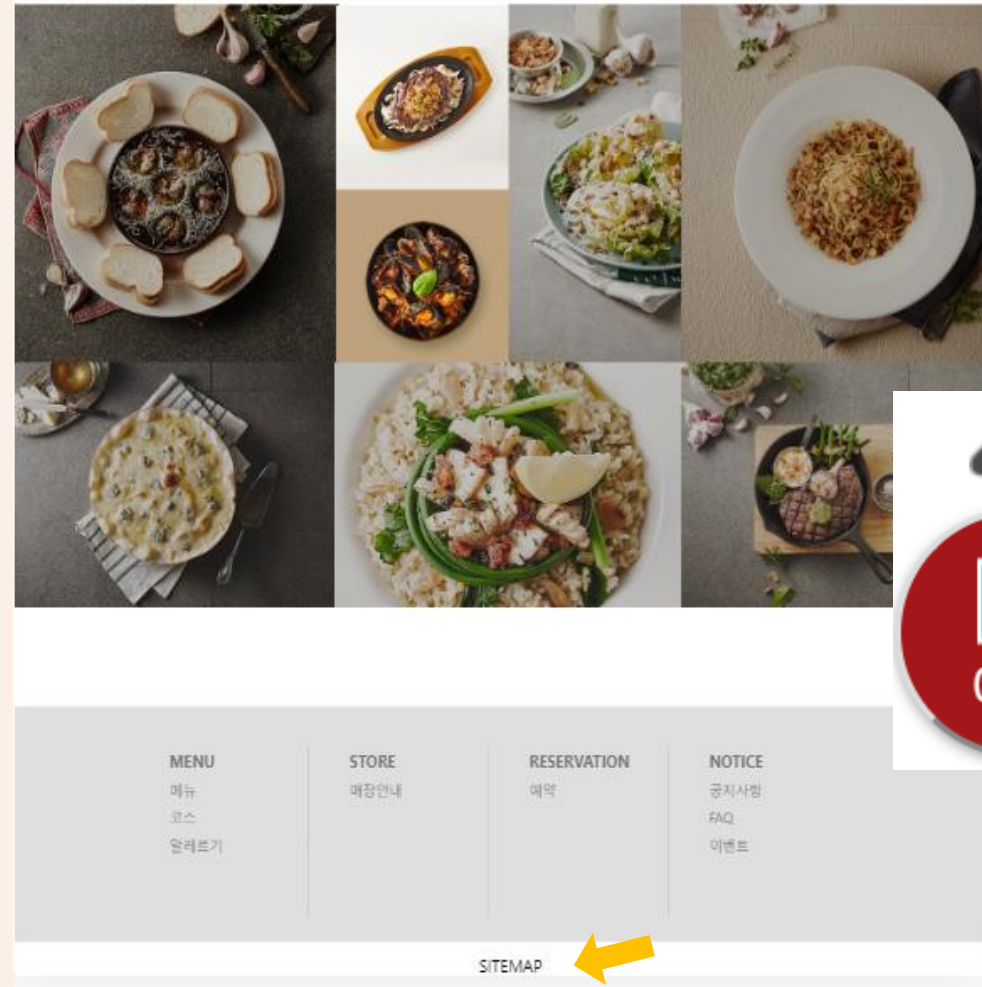 MENU
메뉴
코스
알레르기
STORE
매장안내
RESERVATION
예약
NOTICE
공지사항
FAQ
이벤트
SITEMAP